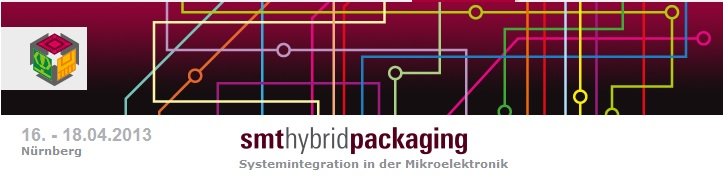 16. - 18.04.2013
Nürnberg
smthybridpackaging
Systemintegration in der Mikroelektronik